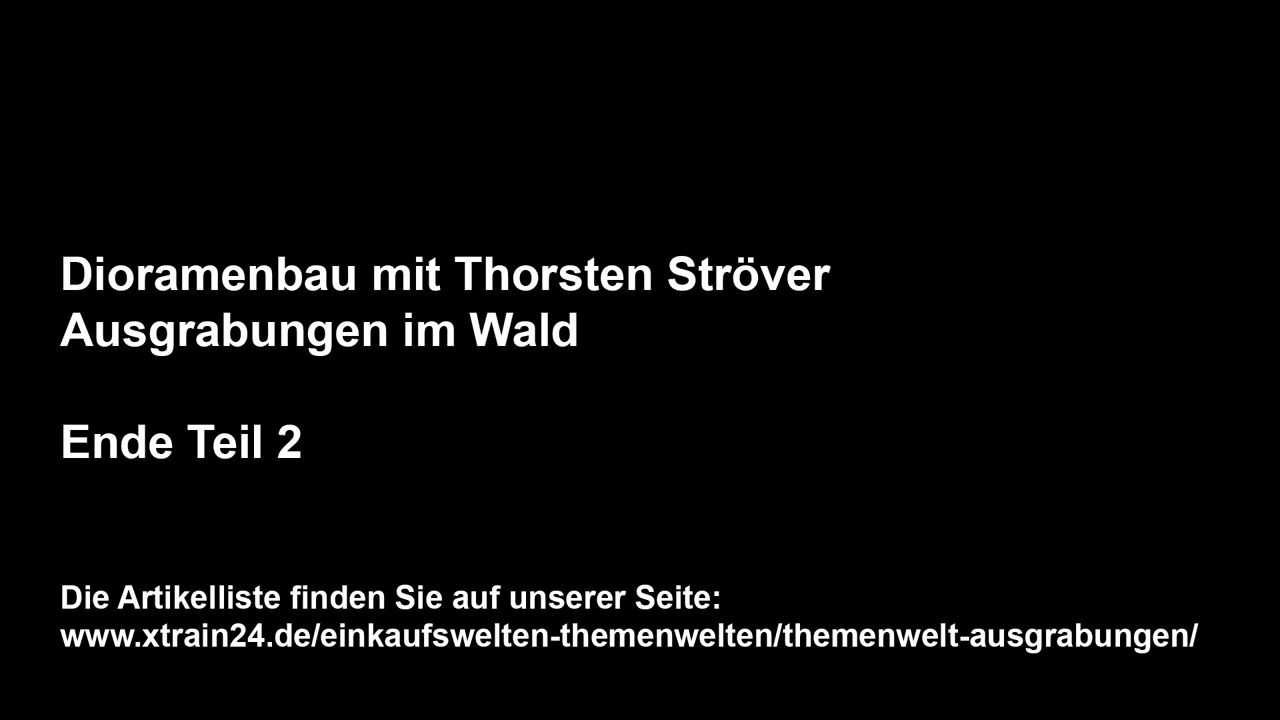 Dioramenbau mit Thorsten Ströver
Ausgrabungen im Wald
Ende Teil 2
Die Artikelliste finden Sie auf unserer Seite:
www.xtrain24.de/einkaufswelten-themenwelten/themenwelt-ausgrabungen/